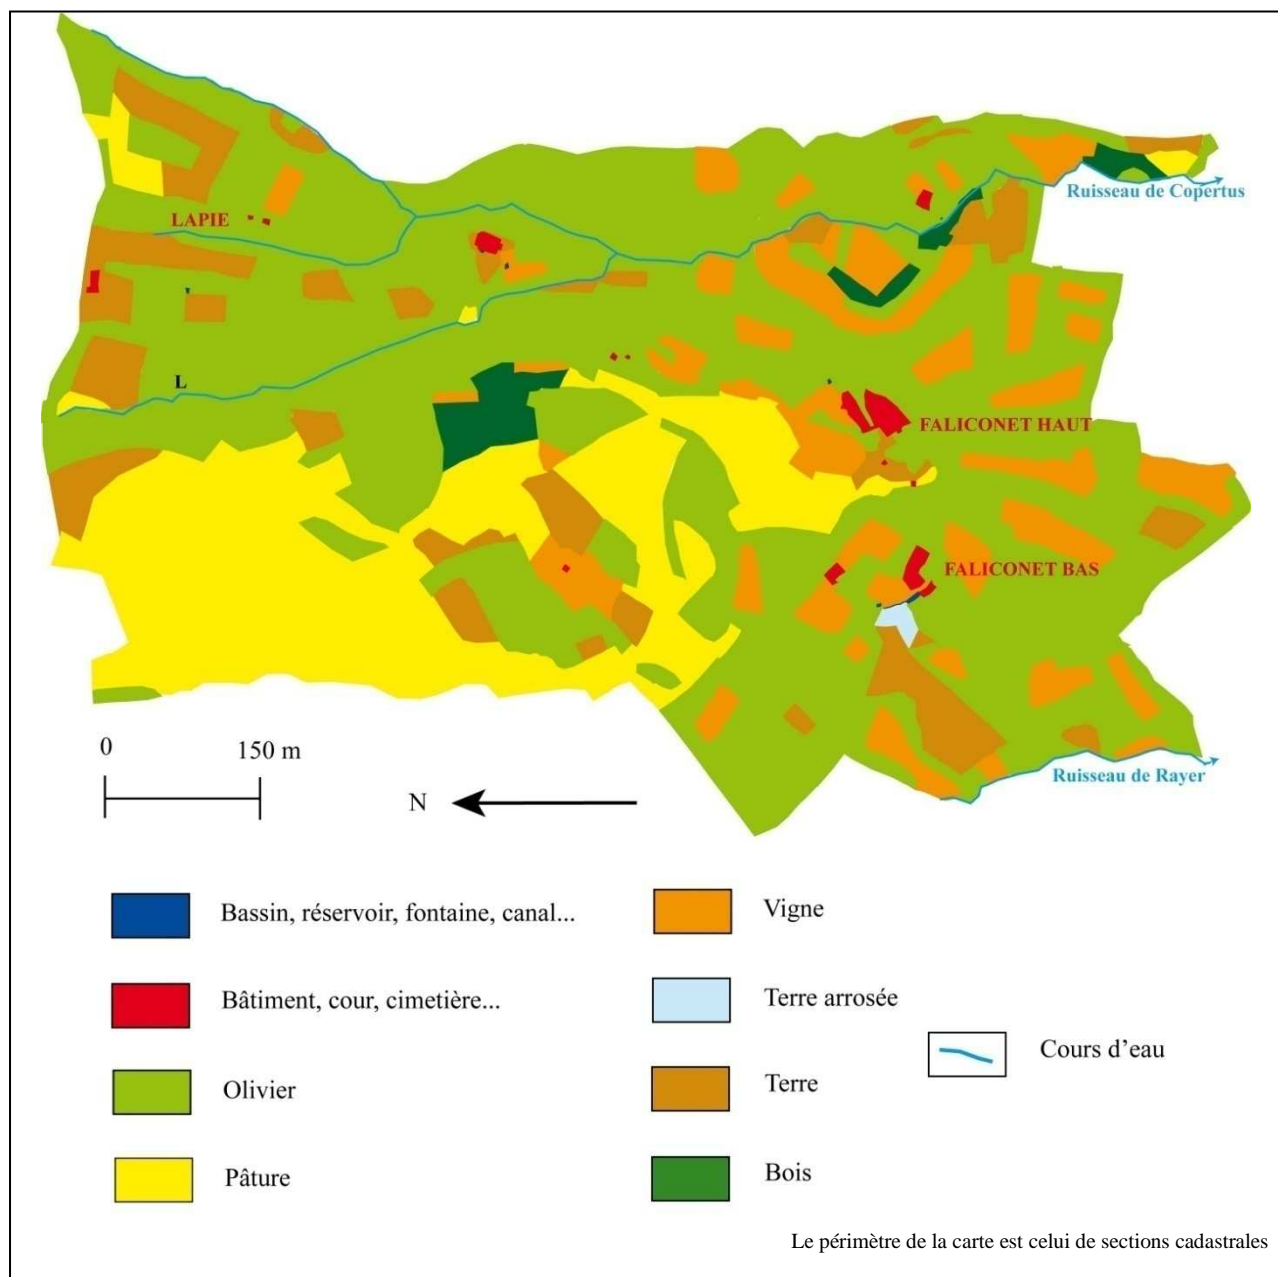 Ruisseau de Copertus
LAPIE
L
FALICONET HAUT
FALICONET BAS
0
150 m
N
Ruisseau de Rayer
Bassin, réservoir, fontaine, canal...
Vigne
Bâtiment, cour, cimetière...
Terre arrosée
Cours d’eau
Olivier
Terre
Pâture
Bois
Le périmètre de la carte est celui de sections cadastrales